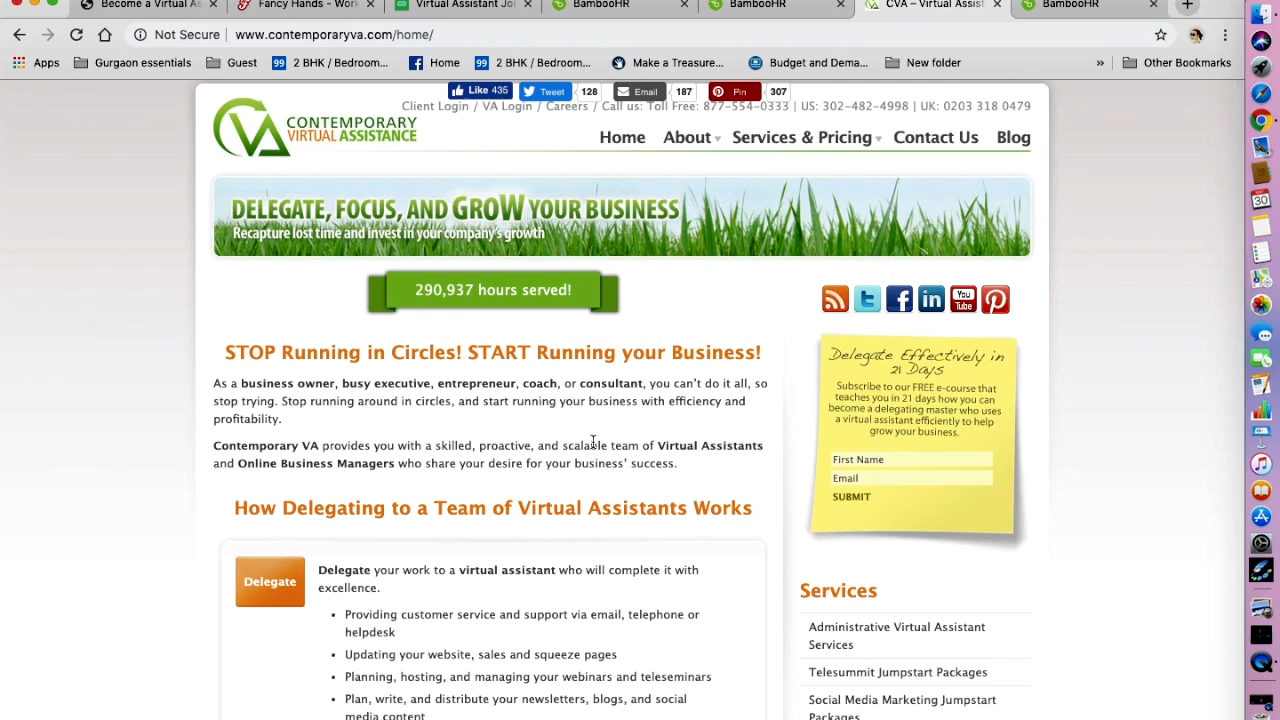 Become a Virtual As
Fancy Hands - Work
Virtual Assistant Jo
BambooHR
BambooHR
CVA – Virtual Assist
BambooHR
Not Secure | www.contemporaryva.com/home/
Apps
Gurgaon essentials
Guest
2 BHK / Bedroom...
Home
2 BHK / Bedroom...
Make a Treasure...
Budget and Dema...
New folder
»
Other Bookmarks
Like 435
Tweet 128
Email 187
Pin 307
Client Login / VA Login / Careers / Call us: Toll Free: 877-554-0333 | US: 302-482-4998 | UK: 0203 318 0479
CONTEMPORARY
VIRTUAL ASSISTANCE
Home About Services & Pricing Contact Us Blog
DELEGATE, FOCUS, AND GROW YOUR BUSINESS
Recapture lost time and invest in your company's growth
290,937 hours served!
You
Tube
STOP Running in Circles! START Running your Business!
As a business owner, busy executive, entrepreneur, coach, or consultant, you can't do it all, so
stop trying. Stop running around in circles, and start running your business with efficiency and
profitability.
Contemporary VA provides you with a skilled, proactive, and scalable team of Virtual Assistants
and Online Business Managers who share your desire for your business' success.
How Delegating to a Team of Virtual Assistants Works
Delegate
Delegate your work to a virtual assistant who will complete it with
excellence.
• Providing customer service and support via email, telephone or
helpdesk
• Updating your website, sales and squeeze pages
• Planning, hosting, and managing your webinars and teleseminars
• Plan, write, and distribute your newsletters, blogs, and social
media content
Delegate Effectively in
21 Days
Subscribe to our FREE e-course that
teaches you in 21 days how you can
become a delegating master who uses
a virtual assistant efficiently to help
grow your business.
First Name
Email
SUBMIT
Services
Administrative Virtual Assistant
Services
Telesummit Jumpstart Packages
Social Media Marketing Jumpstart
Packages
30